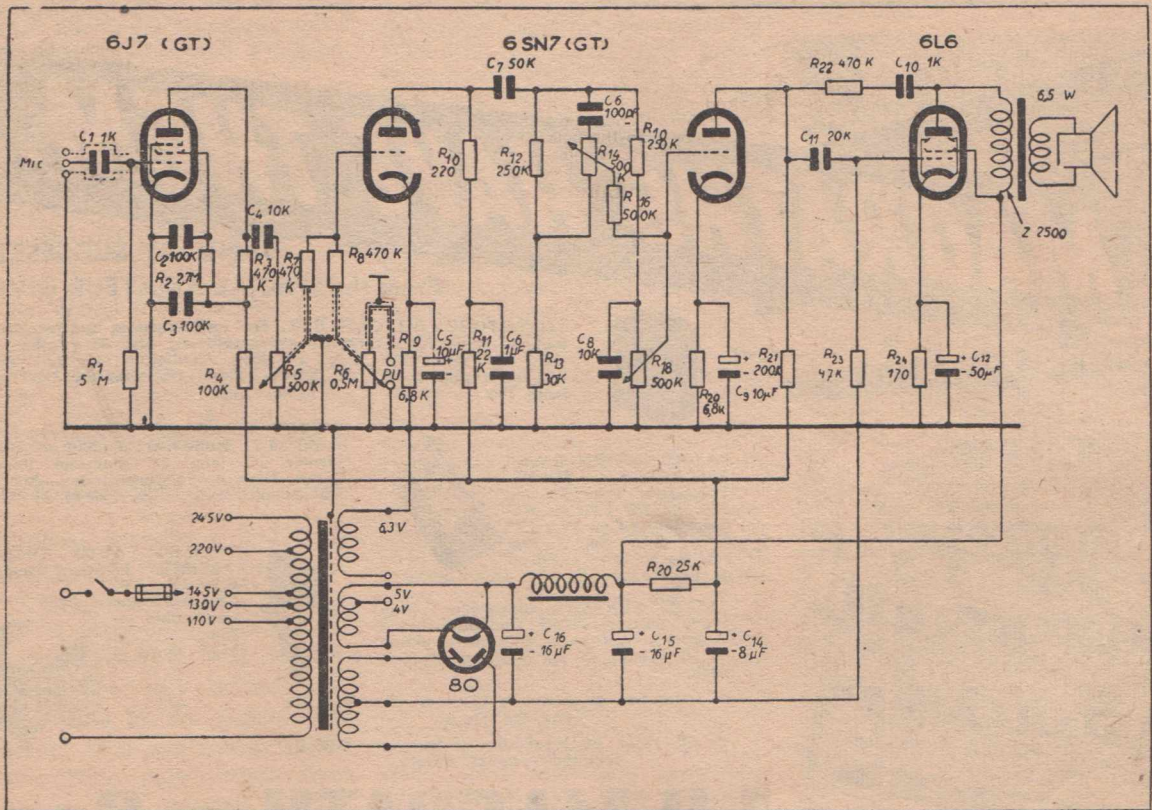 6J7 (GT)
6SN7(GT)
6L6
C7 50K
R22 470 K
C10 1K
6,5 W
C1 1K
Mic
C6
100pF
R10
250K
R10
220
R12
250K
R14
500
K
R16
500K
C11 20K
Z 2500
C4 10K
C2 100K
R2 2,7M
C3 100K
R3
470
K
R7
470
K
R8 470 K
R1
5 M
R4
100K
R5
500K
R6
0,5M
PU
R9
6,8K
C5
10µF
+
-
R11
22
K
C6
1µF
R13
30K
C8
10K
R18
500K
R20
6,8K
+
-
C9 10µF
R21
200K
R23
47K
R24
170
+ C12
- 50µF
245V
220V
145V
130V
110V
6,3V
5V
4V
80
R20 25K
+ C16
- 16µF
+ C15
- 16µF
+ C14
- 8µF